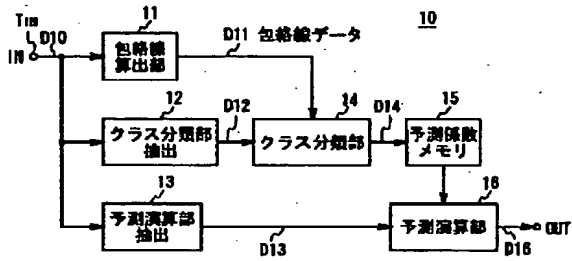 10
TIN
IN
D10
11
包絡線
算出部
D11 包絡線データ
12
クラス分類部
抽出
D12
14
クラス分類部
D14
15
予測係数
メモリ
13
予測演算部
抽出
D13
16
予測演算部
D16
OUT